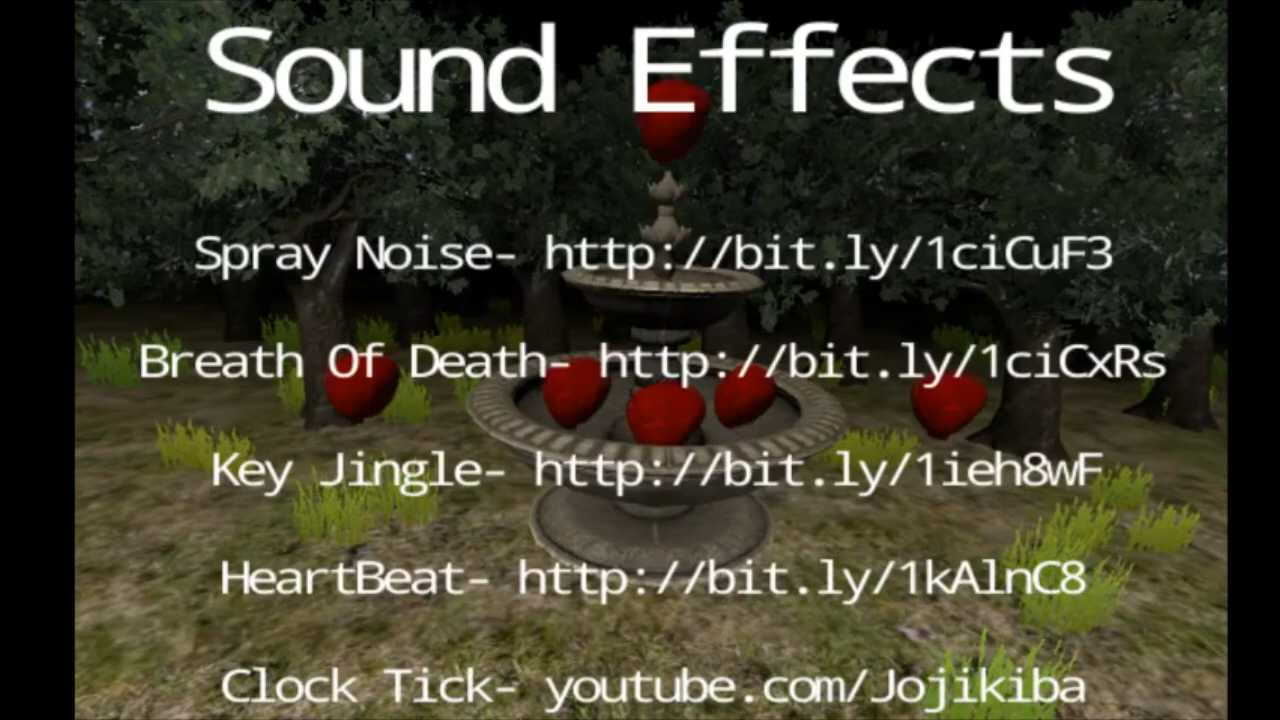 Sound Effects
Spray Noise- http://bit.ly/1ciCuF3
Breath Of Death- http://bit.ly/1ciCxRs
Key Jingle- http://bit.ly/1ieh8wF
HeartBeat- http://bit.ly/1kAlnC8
Clock Tick- youtube.com/Jojikiba